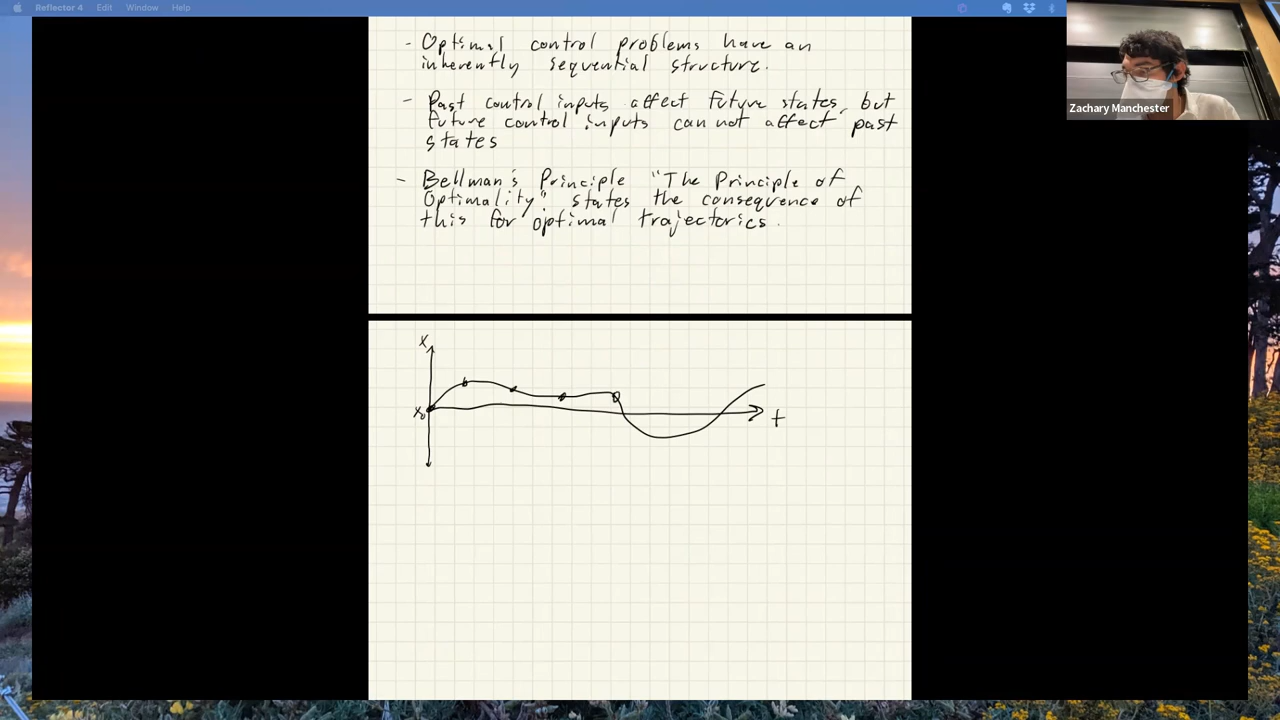 Reflector 4 Edit Window Help
- Optimal control problems have an
inherently sequential structure.
- Past control inputs affect future states, but
future control inputs can not affect past
states
- Bellman's Principle "The Principle of
Optimality" states the consequence of
this for optimal trajectories.
Zachary Manchester
x
x₀
t